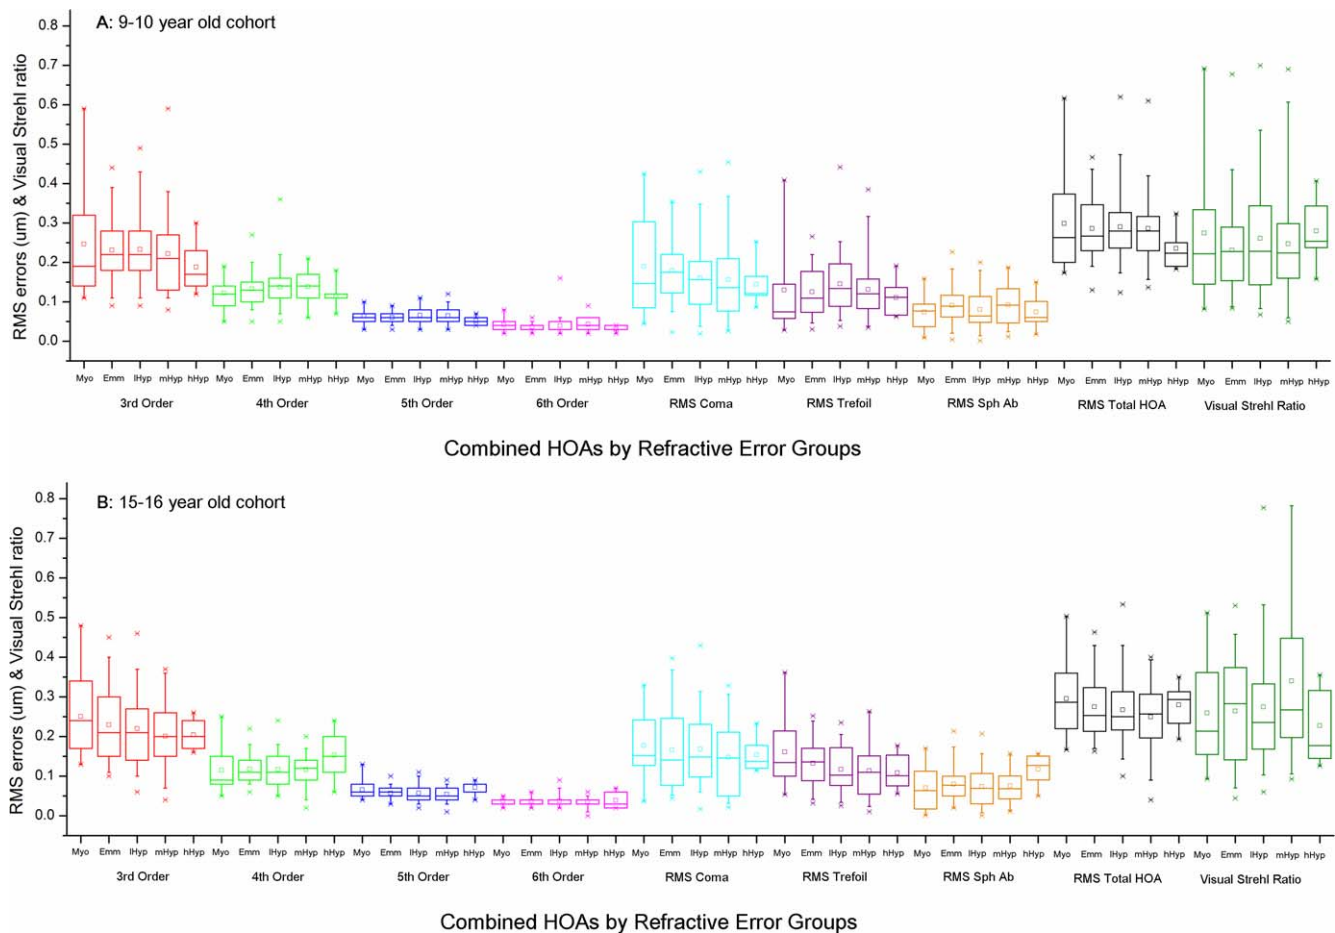 A: 9-10 year old cohort
RMS errors (um) & Visual Strehl ratio
0.8
0.7
0.6
0.5
0.4
0.3
0.2
0.1
0.0
Myo Emm lHyp mHyp hHyp Myo Emm lHyp mHyp hHyp Myo Emm lHyp mHyp hHyp Myo Emm lHyp mHyp hHyp Myo Emm lHyp mHyp hHyp Myo Emm lHyp mHyp hHyp Myo Emm lHyp mHyp hHyp Myo Emm lHyp mHyp hHyp Myo Emm lHyp mHyp hHyp
3rd Order 4th Order 5th Order 6th Order RMS Coma RMS Trefoil RMS Sph Ab RMS Total HOA Visual Strehl Ratio
Combined HOAs by Refractive Error Groups
B: 15-16 year old cohort
RMS errors (um) & Visual Strehl ratio
0.8
0.7
0.6
0.5
0.4
0.3
0.2
0.1
0.0
Myo Emm lHyp mHyp hHyp Myo Emm lHyp mHyp hHyp Myo Emm lHyp mHyp hHyp Myo Emm lHyp mHyp hHyp Myo Emm lHyp mHyp hHyp Myo Emm lHyp mHyp hHyp Myo Emm lHyp mHyp hHyp Myo Emm lHyp mHyp hHyp Myo Emm lHyp mHyp hHyp
3rd Order 4th Order 5th Order 6th Order RMS Coma RMS Trefoil RMS Sph Ab RMS Total HOA Visual Strehl Ratio
Combined HOAs by Refractive Error Groups